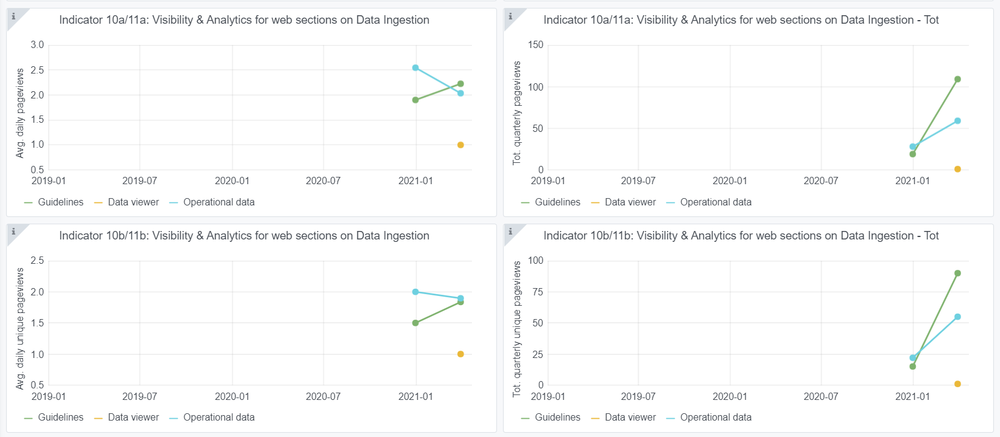 Indicator 10a/11a: Visibility & Analytics for web sections on Data Ingestion
Avg. daily pageviews
3.0
2.5
2.0
1.5
1.0
0.5
2019-01 2019-07 2020-01 2020-07 2021-01
Guidelines Data viewer Operational data
Indicator 10a/11a: Visibility & Analytics for web sections on Data Ingestion - Tot
Tot. quarterly pageviews
150
100
50
0
2019-01 2019-07 2020-01 2020-07 2021-01
Guidelines Data viewer Operational data
Indicator 10b/11b: Visibility & Analytics for web sections on Data Ingestion
Avg. daily unique pageviews
2.5
2.0
1.5
1.0
0.5
2019-01 2019-07 2020-01 2020-07 2021-01
Guidelines Data viewer Operational data
Indicator 10b/11b: Visibility & Analytics for web sections on Data Ingestion - Tot
Tot. quarterly unique pageviews
100
75
50
25
0
2019-01 2019-07 2020-01 2020-07 2021-01
Guidelines Data viewer Operational data